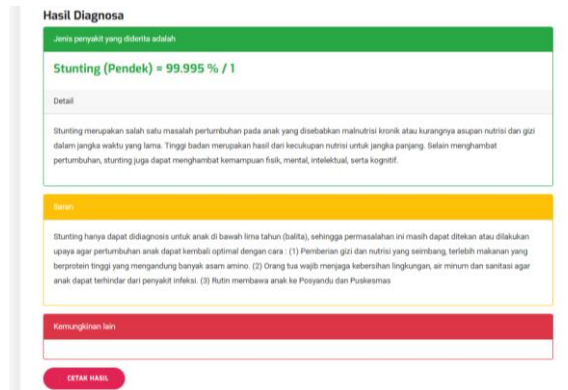 Hasil Diagnosa
Jenis penyakit yang diderita adalah
Stunting (Pendek) = 99.995 % / 1
Detail
Stunting merupakan salah satu masalah pertumbuhan pada anak yang disebabkan malnutrisi kronik atau kurangnya asupan nutrisi dan gizi
dalam jangka waktu yang lama. Tinggi badan merupakan hasil dari kecukupan nutrisi untuk jangka panjang. Selain menghambat
pertumbuhan, stunting juga dapat menghambat kemampuan fisik, mental, intelektual, serta kognitif.
Saran
Stunting hanya dapat didiagnosis untuk anak di bawah lima tahun (balita), sehingga permasalahan ini masih dapat ditekan atau dilakukan
upaya agar pertumbuhan anak dapat kembali optimal dengan cara : (1) Pemberian gizi dan nutrisi yang seimbang, terlebih makanan yang
berprotein tinggi yang mengandung banyak asam amino. (2) Orang tua wajib menjaga kebersihan lingkungan, air minum dan sanitasi agar
anak dapat terhindar dari penyakit infeksi. (3) Rutin membawa anak ke Posyandu dan Puskesmas
Kemungkinan lain
CETAK HASIL